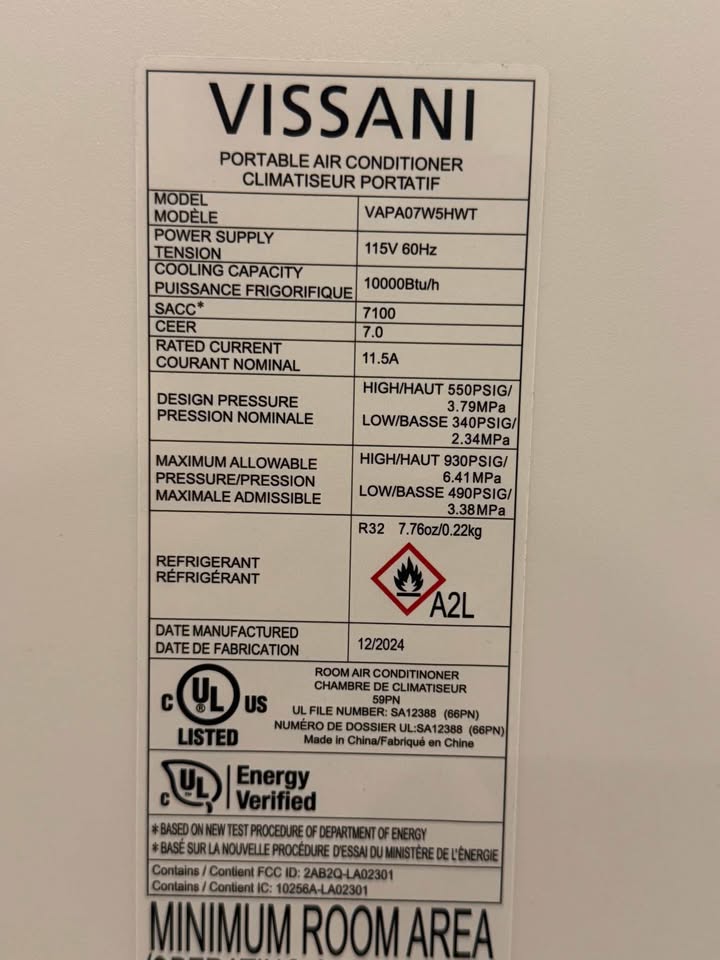 VISSANI
PORTABLE AIR CONDITIONER
CLIMATISEUR PORTATIF
MODEL
MODÈLE
VAPA07W5HWT
POWER SUPPLY
TENSION
115V 60Hz
COOLING CAPACITY
PUISSANCE FRIGORIFIQUE
10000Btu/h
SACC*
7100
CEER
7.0
RATED CURRENT
COURANT NOMINAL
11.5A
DESIGN PRESSURE
PRESSION NOMINALE
HIGH/HAUT 550PSIG/
3.79MPa
LOW/BASSE 340PSIG/
2.34MPa
MAXIMUM ALLOWABLE
PRESSURE/PRESSION
MAXIMALE ADMISSIBLE
HIGH/HAUT 930PSIG/
6.41MPa
LOW/BASSE 490PSIG/
3.38MPa
REFRIGERANT
RÉFRIGÉRANT
R32 7.76oz/0.22kg
A2L
DATE MANUFACTURED
DATE DE FABRICATION
12/2024
C UL ® US
LISTED
ROOM AIR CONDITINONER
CHAMBRE DE CLIMATISEUR
59PN
UL FILE NUMBER: SA12388 (66PN)
NUMÉRO DE DOSSIER UL:SA12388 (66PN)
Made in China/Fabriqué en Chine
C UL ™ Energy
Verified
* BASED ON NEW TEST PROCEDURE OF DEPARTMENT OF ENERGY
* BASÉ SUR LA NOUVELLE PROCÉDURE D'ESSAI DU MINISTÈRE DE L'ÉNERGIE
Contains / Contient FCC ID: 2AB2Q-LA02301
Contains / Contient IC: 10256A-LA02301
MINIMUM ROOM AREA